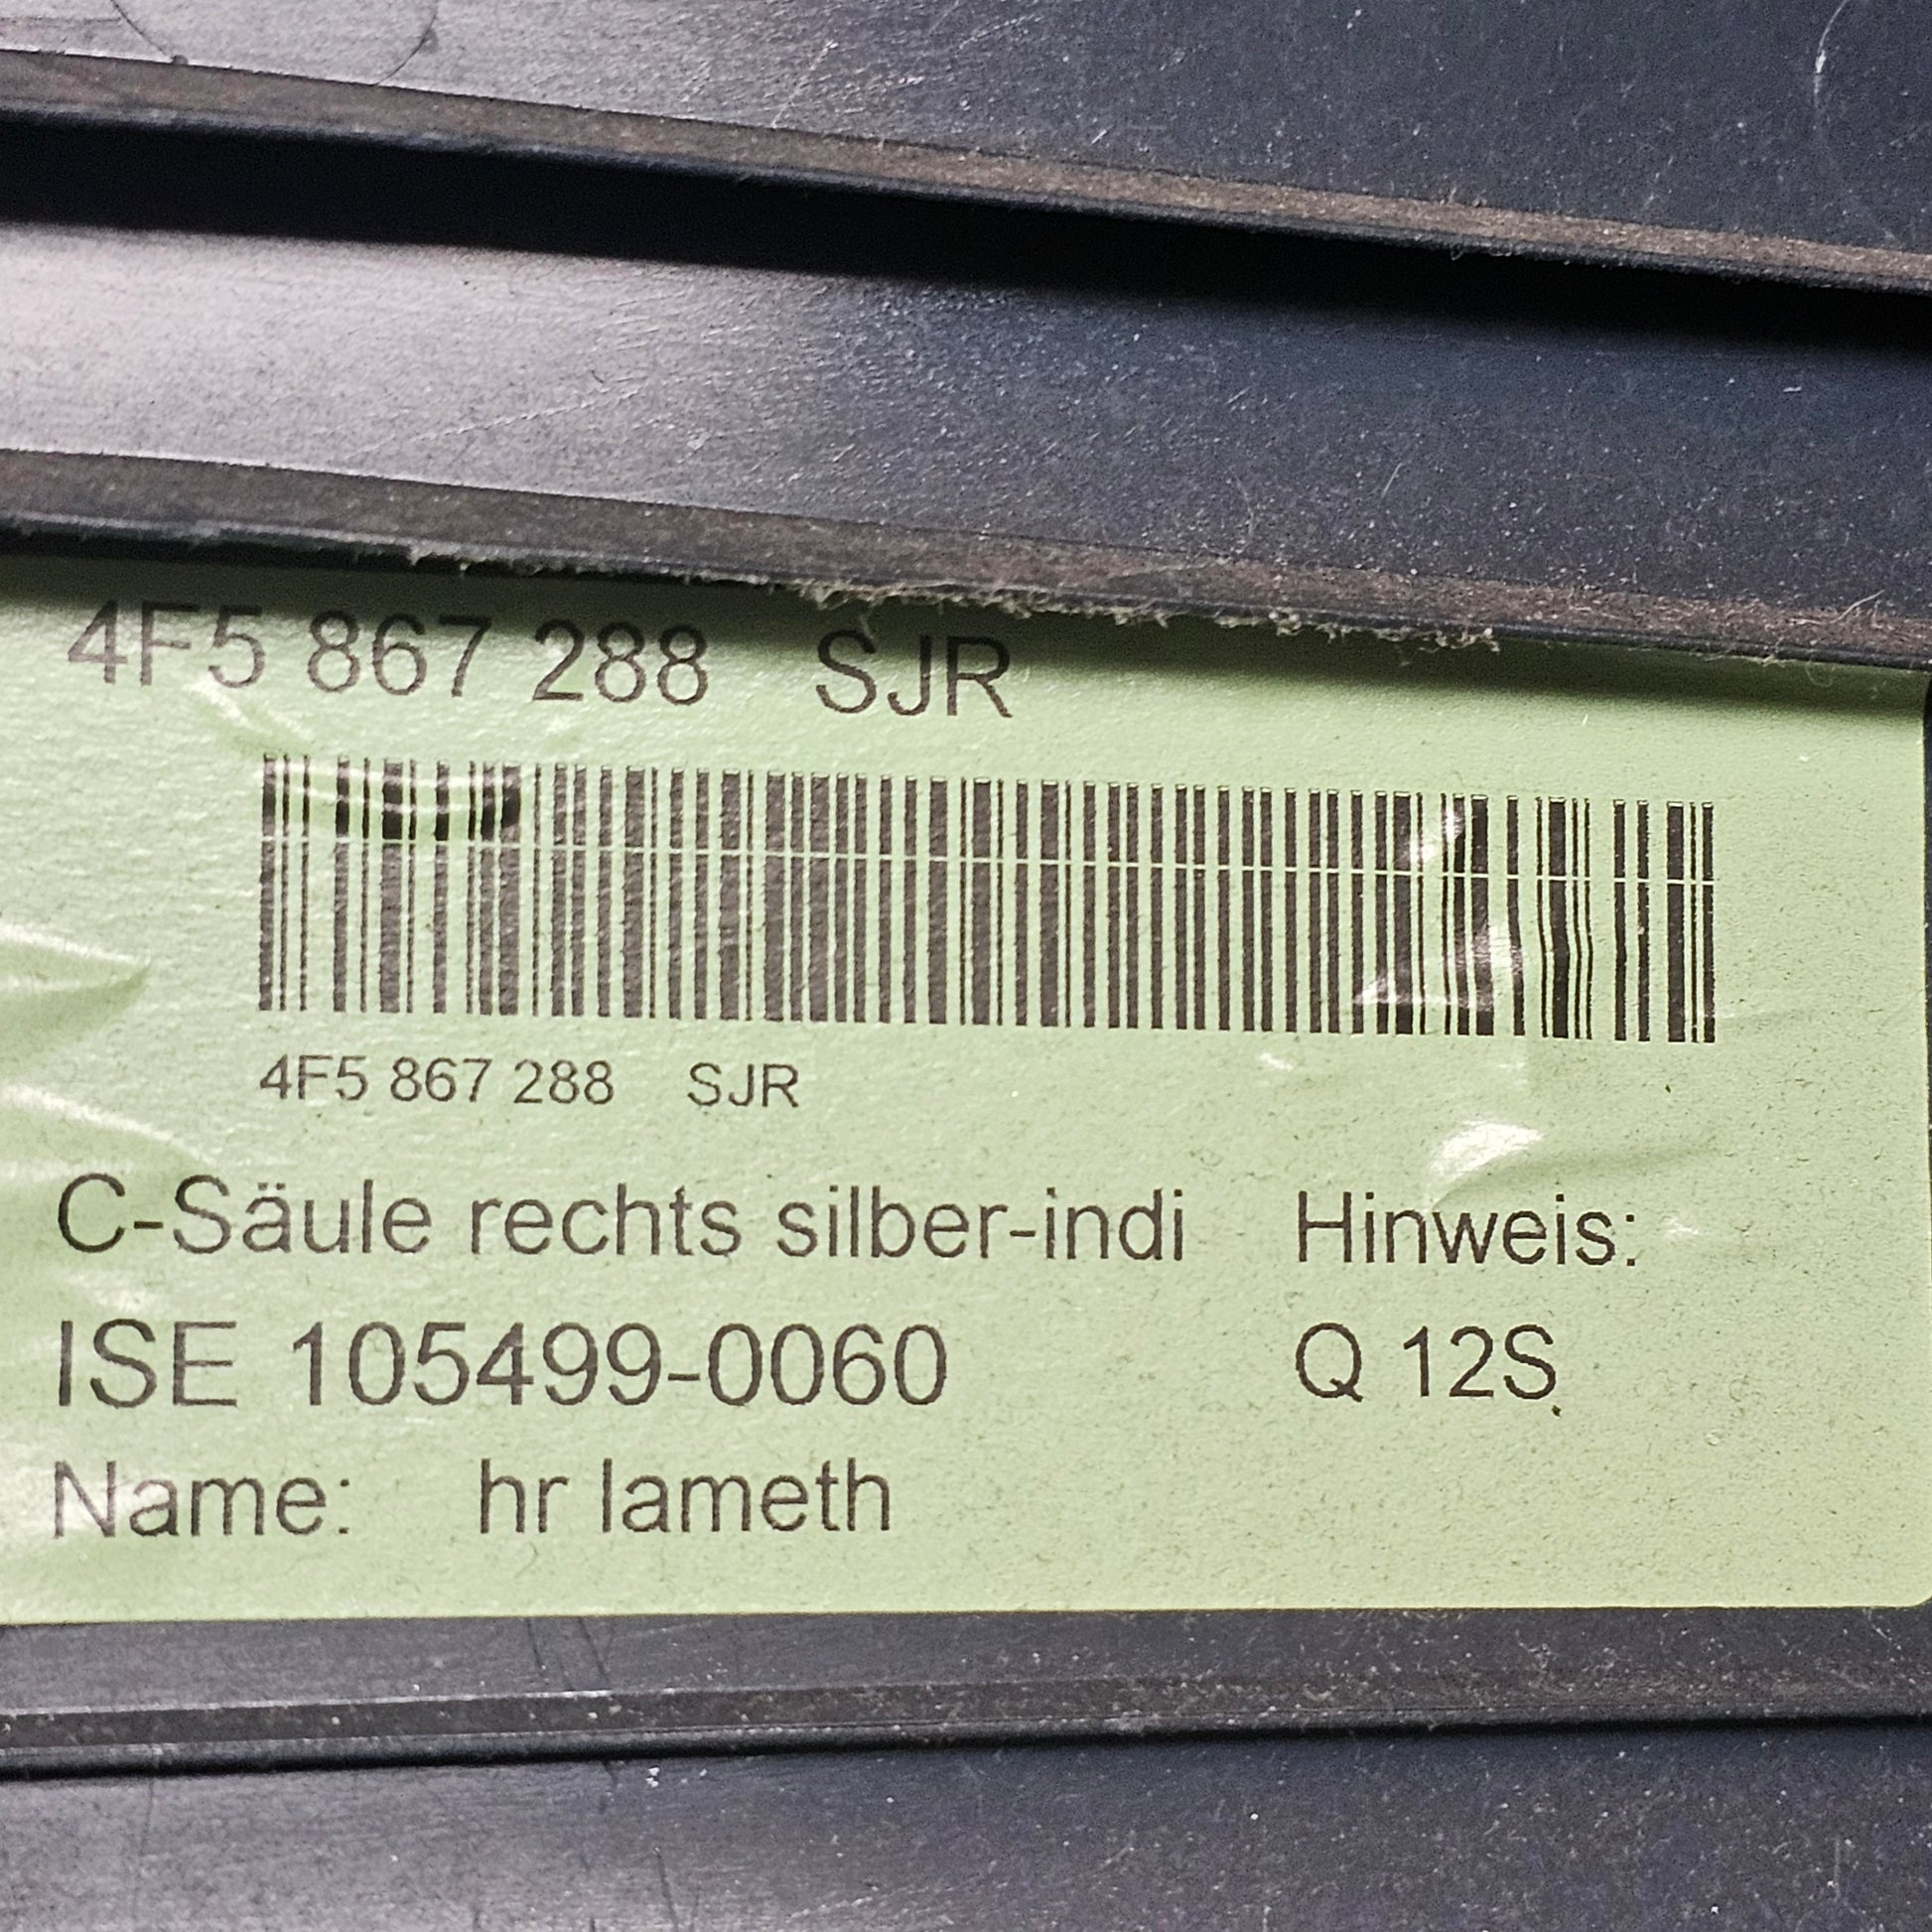 4F5 867 288 SJR
4F5 867 288 SJR
C-Säule rechts silber-indi Hinweis:
ISE 105499-0060 Q 12S
Name: hr lameth